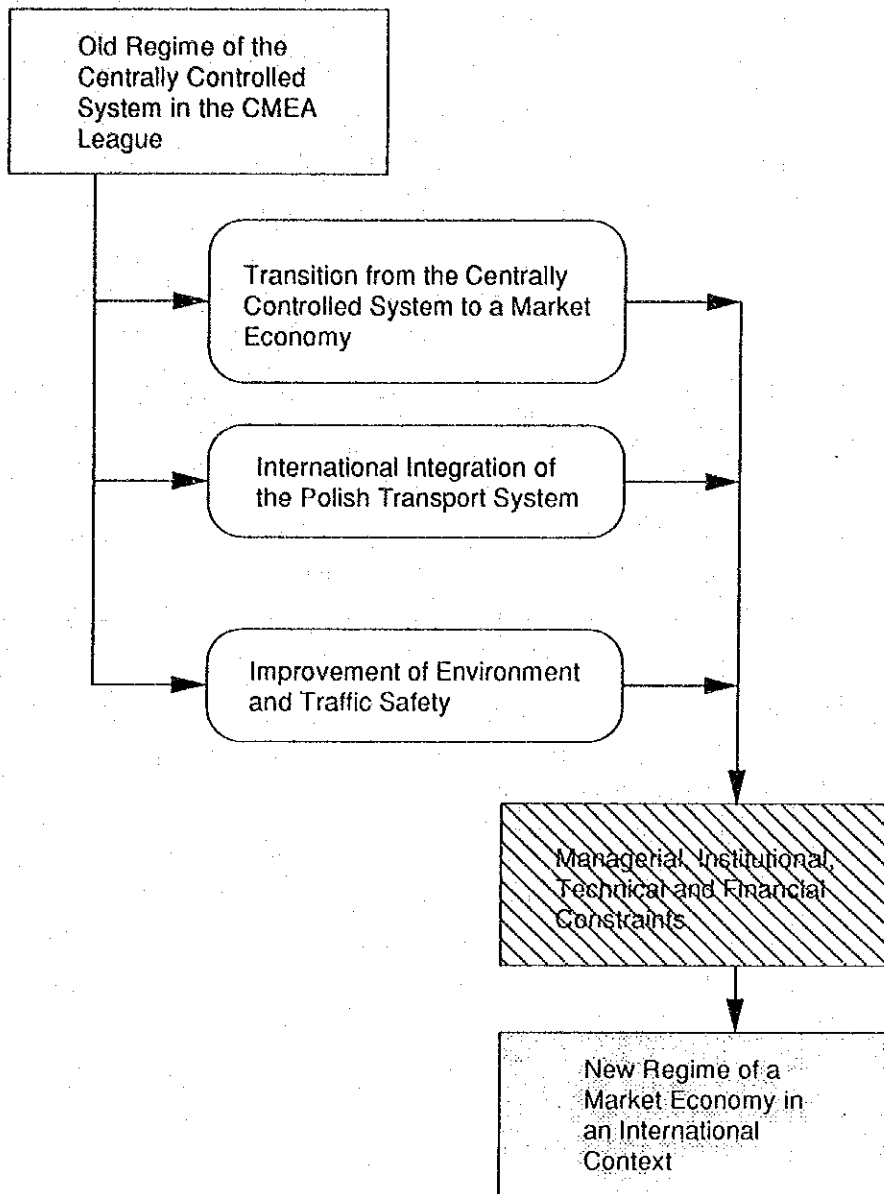 Old Regime of the
Centrally Controlled
System in the CMEA
League
Transition from the Centrally
Controlled System to a Market
Economy
International Integration of
the Polish Transport System
Improvement of Environment
and Traffic Safety
Managerial, Institutional,
Technical and Financial
Constraints
New Regime of a
Market Economy in
an International
Context